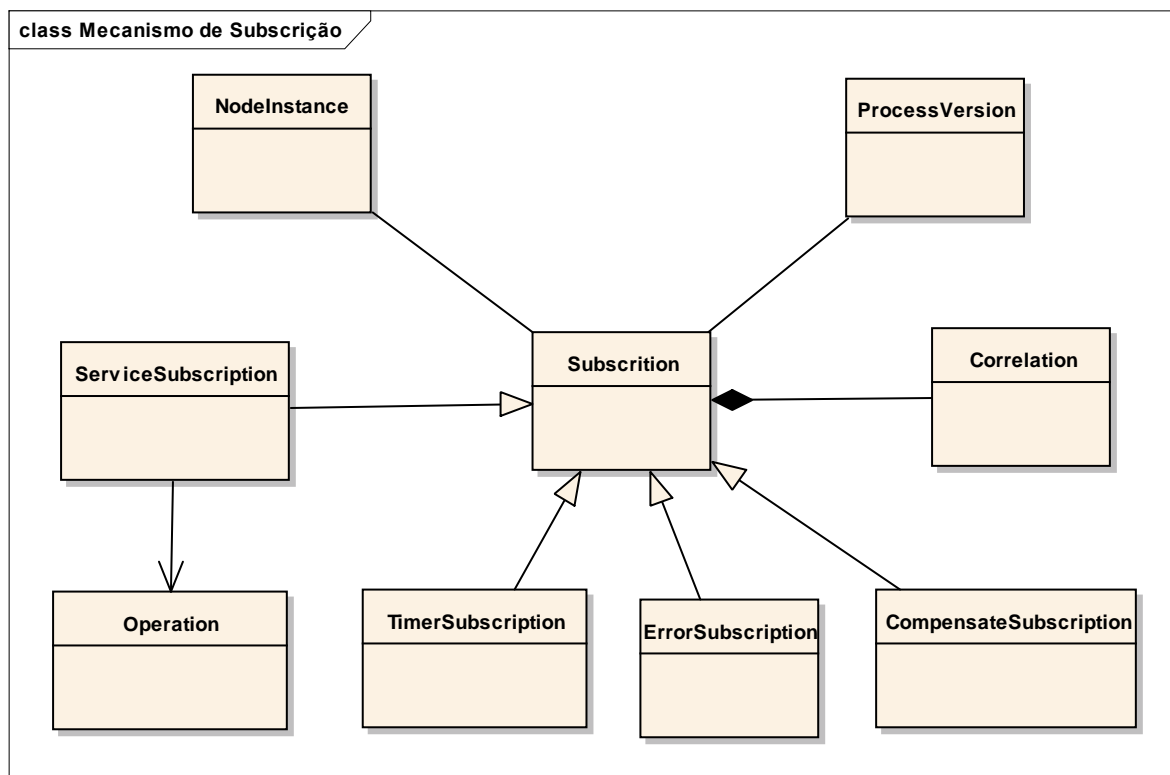 class Mecanismo de Subscrição
NodeInstance
ProcessVersion
ServiceSubscription
Subscrition
Correlation
Operation
TimerSubscription
ErrorSubscription
CompensateSubscription